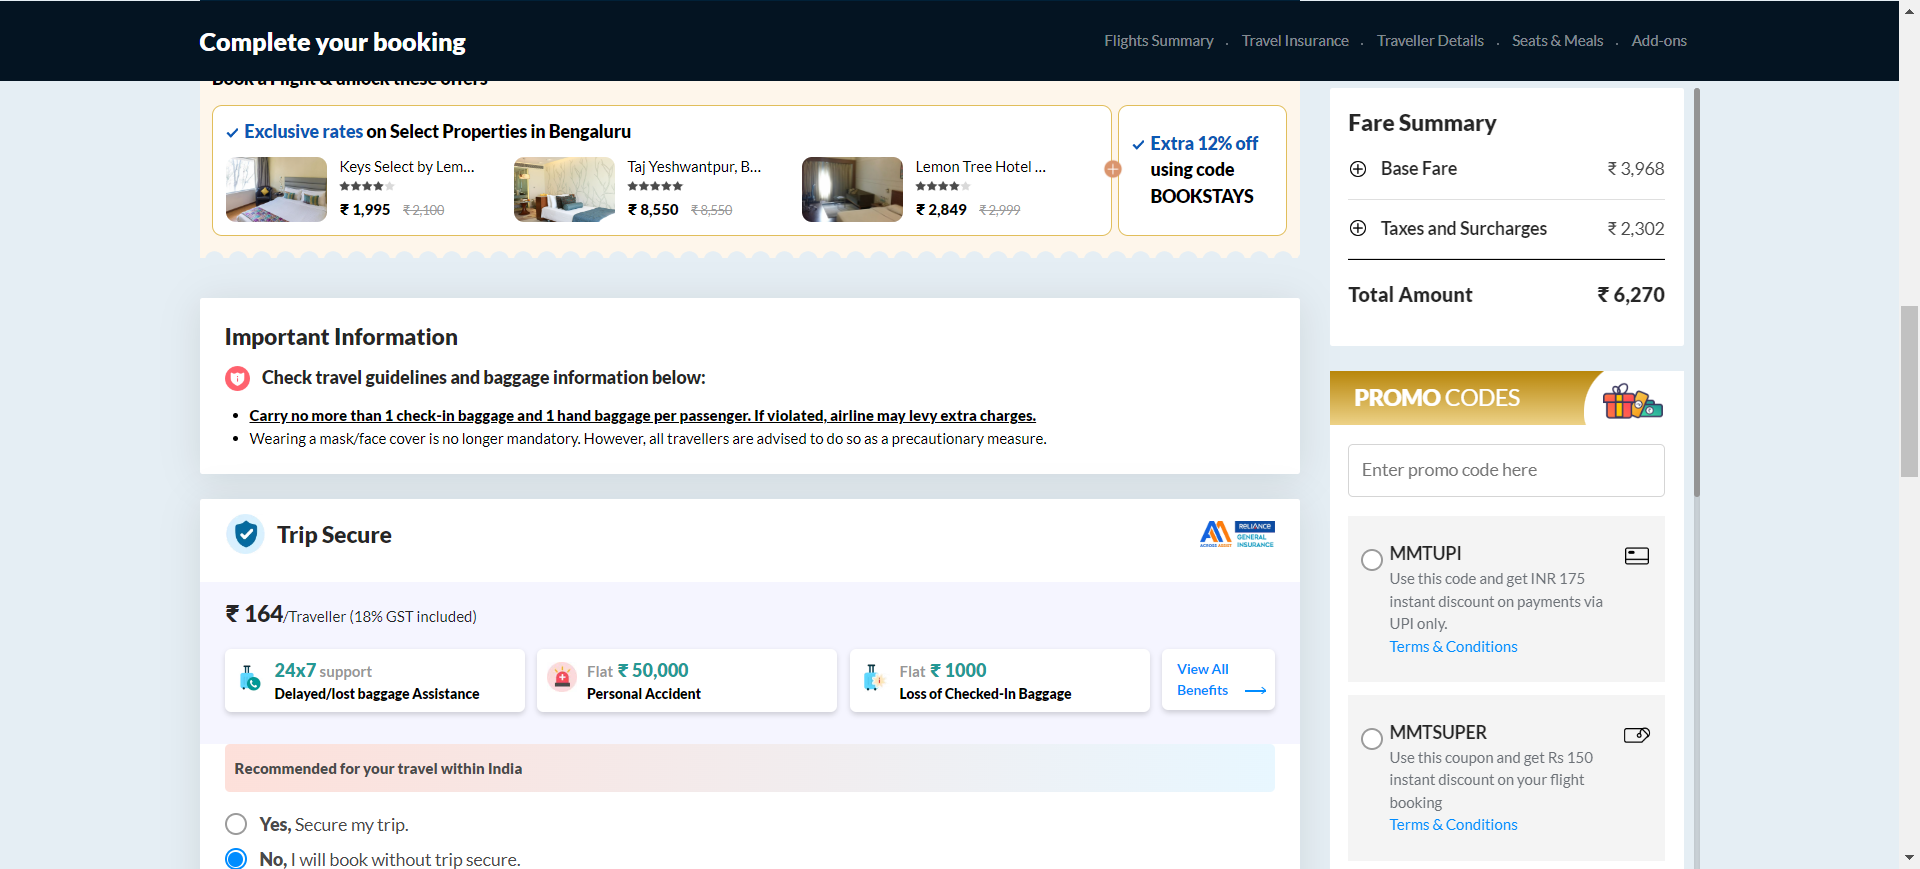 Complete your booking
Flights Summary . Travel Insurance . Traveller Details . Seats & Meals . Add-ons
Book a Flight & unlock these offers
Exclusive rates on Select Properties in Bengaluru
Keys Select by Lem...
₹ 1,995 ₹ 2,100
Taj Yeshwantpur, B...
₹ 8,550 ₹ 8,550
Lemon Tree Hotel ...
₹ 2,849 ₹ 2,999
Extra 12% off
using code
BOOKSTAYS
Important Information
Check travel guidelines and baggage information below:
• Carry no more than 1 check-in baggage and 1 hand baggage per passenger. If violated, airline may levy extra charges.
• Wearing a mask/face cover is no longer mandatory. However, all travellers are advised to do so as a precautionary measure.
Trip Secure
ACROSS ASSIST
RELIANCE
GENERAL
INSURANCE
₹ 164/Traveller (18% GST included)
24x7 support
Delayed/lost baggage Assistance
Flat ₹ 50,000
Personal Accident
Flat ₹ 1000
Loss of Checked-In Baggage
View All
Benefits
Recommended for your travel within India
Yes, Secure my trip.
No, I will book without trip secure.
Fare Summary
Base Fare ₹ 3,968
Taxes and Surcharges ₹ 2,302
Total Amount ₹ 6,270
PROMO CODES
Enter promo code here
MMTUPI
Use this code and get INR 175
instant discount on payments via
UPI only.
Terms & Conditions
MMTSUPER
Use this coupon and get Rs 150
instant discount on your flight
booking
Terms & Conditions